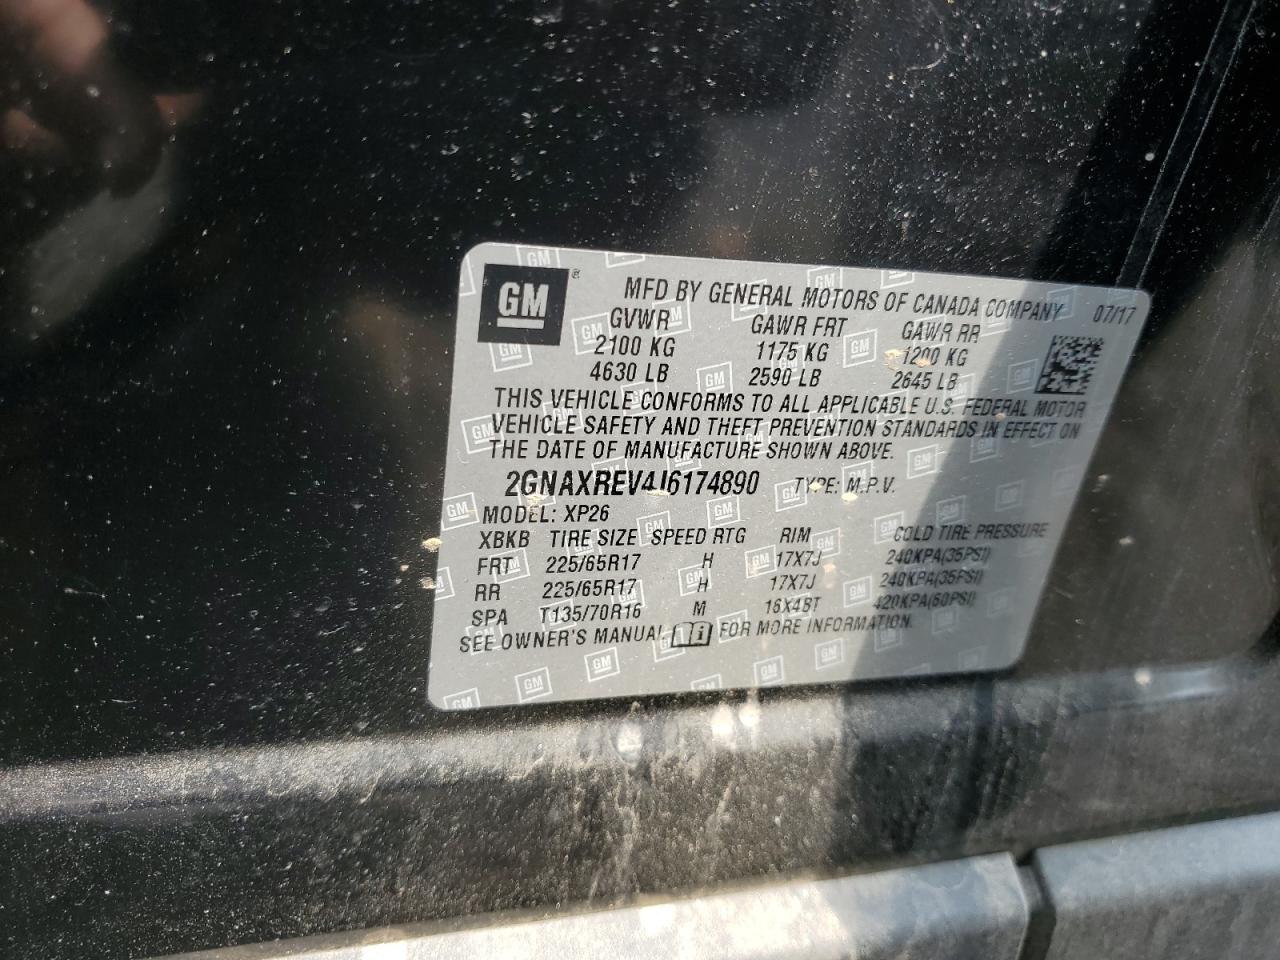 GM ®
MFD BY GENERAL MOTORS OF CANADA COMPANY 07/17
GVWR GAWR FRT GAWR RR
2100 KG 1175 KG 1200 KG
4630 LB 2590 LB 2645 LB
THIS VEHICLE CONFORMS TO ALL APPLICABLE U.S. FEDERAL MOTOR
VEHICLE SAFETY AND THEFT PREVENTION STANDARDS IN EFFECT ON
THE DATE OF MANUFACTURE SHOWN ABOVE.
2GNAXREV4J6174890 TYPE: M.P.V.
MODEL: XP26
XBKB TIRE SIZE SPEED RTG RIM COLD TIRE PRESSURE
FRT 225/65R17 H 17X7J 240KPA(35PSI)
RR 225/65R17 H 17X7J 240KPA(35PSI)
SPA T135/70R16 M 16X4BT 420KPA(60PSI)
SEE OWNER'S MANUAL i FOR MORE INFORMATION.